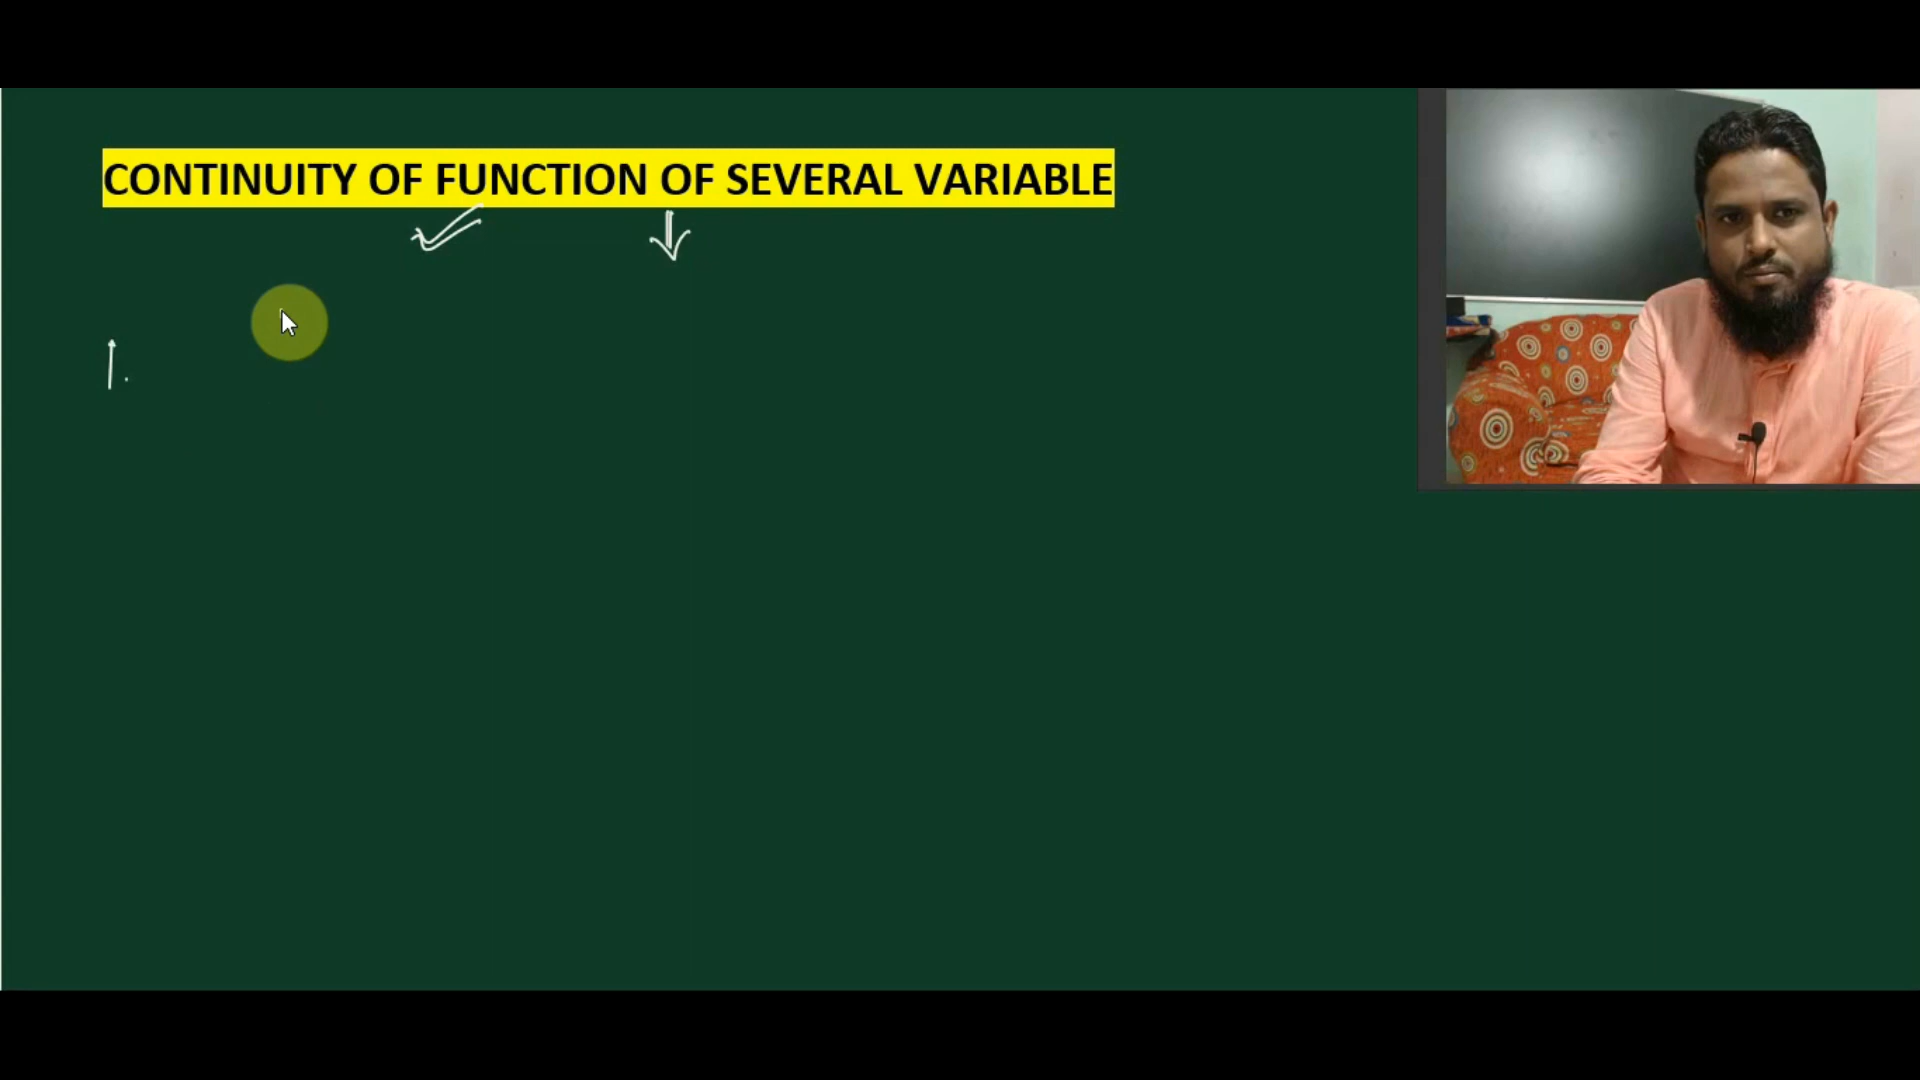 CONTINUITY OF FUNCTION OF SEVERAL VARIABLE
1.